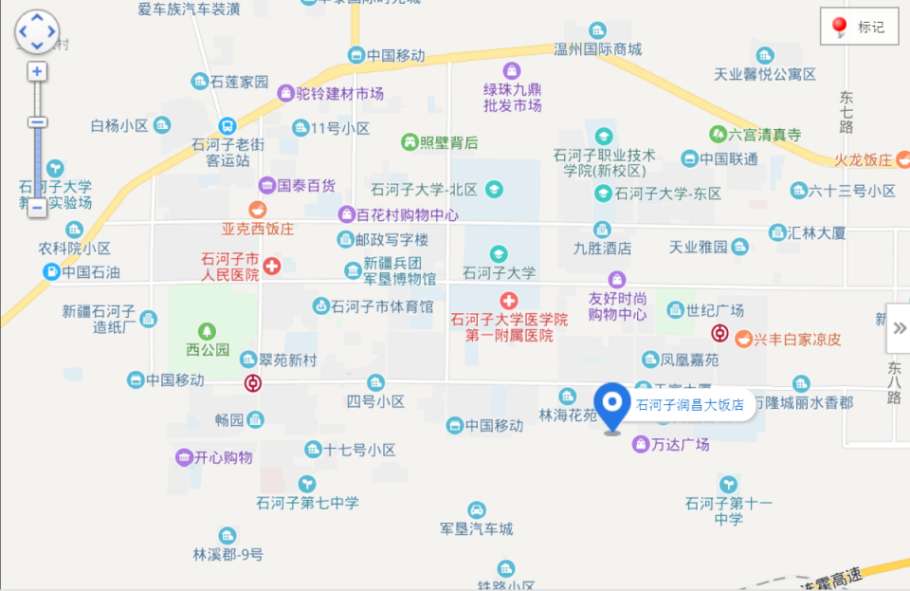 爱车族汽车装潢
标记
中国移动
温州国际商城
石莲家园
驼铃建材市场
绿珠九鼎
批发市场
天业馨悦公寓区
东七路
白杨小区
石河子老街
客运站
11号小区
照壁背后
石河子职业技术
学院(新校区)
六宫清真寺
中国联通
火龙饭庄
石河子大学
国泰百货
石河子大学-北区
石河子大学-东区
六十三号小区
百花村购物中心
亚克西饭庄
农科院小区
邮政写字楼
九胜酒店
天业雅园
汇林大厦
中国石油
石河子市
人民医院
新疆兵团
军垦博物馆
石河子大学
友好时尚
购物中心
新疆石河子
造纸厂
石河子市体育馆
石河子大学医学院
第一附属医院
世纪广场
西公园
兴丰白家凉皮
翠苑新村
凤凰嘉苑
东八路
中国移动
四号小区
林海花苑
石河子润昌大饭店
万隆城丽水香郡
畅园
中国移动
万达广场
开心购物
十七号小区
石河子第七中学
石河子第十一
中学
军垦汽车城
林溪郡-9号
铁路小区
连霍高速